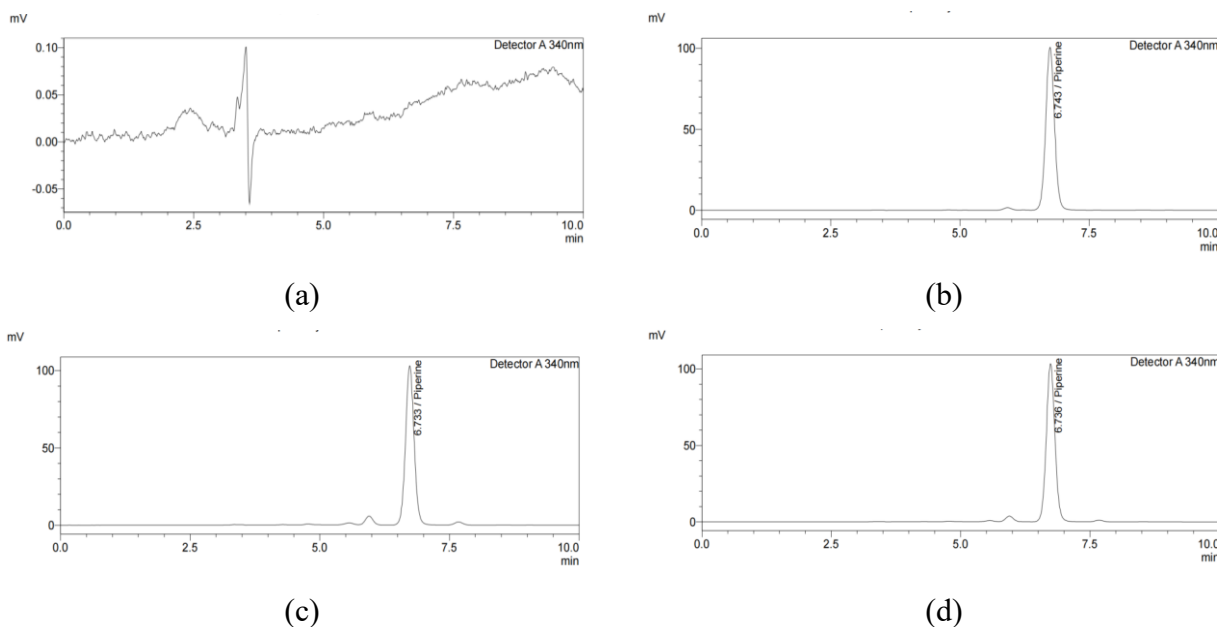 mV
Detector A 340nm
0.10
0.05
0.00
-0.05
0.0 2.5 5.0 7.5 10.0
min
(a)
mV
Detector A 340nm
100
50
0
6.743 / Piperine
0.0 2.5 5.0 7.5 10.0
min
(b)
mV
Detector A 340nm
100
50
0
6.733 / Piperine
0.0 2.5 5.0 7.5 10.0
min
(c)
mV
Detector A 340nm
100
50
0
6.736 / Piperine
0.0 2.5 5.0 7.5 10.0
min
(d)